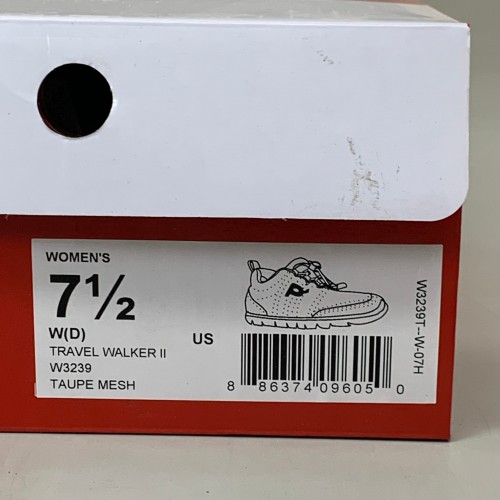 WOMEN'S
7½
W(D)
US
TRAVEL WALKER II
W3239
TAUPE MESH
8 86374 09605 0
W3239T-W-07H